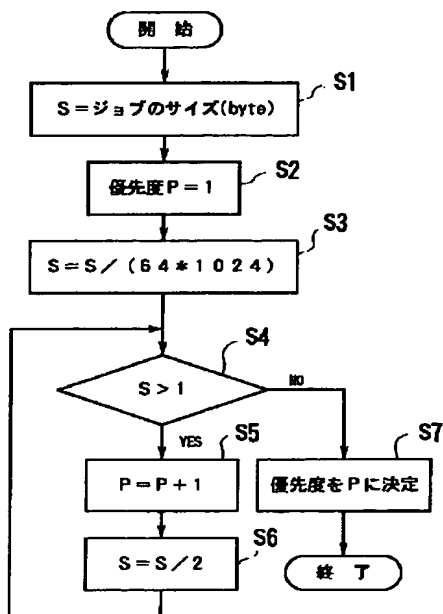 開 始
S1
S=ジョブのサイズ(byte)
S2
優先度P=1
S3
S=S/(64*1024)
S4
S>1
NO
YES
S5
P=P+1
S7
優先度をPに決定
S6
S=S/2
終 了